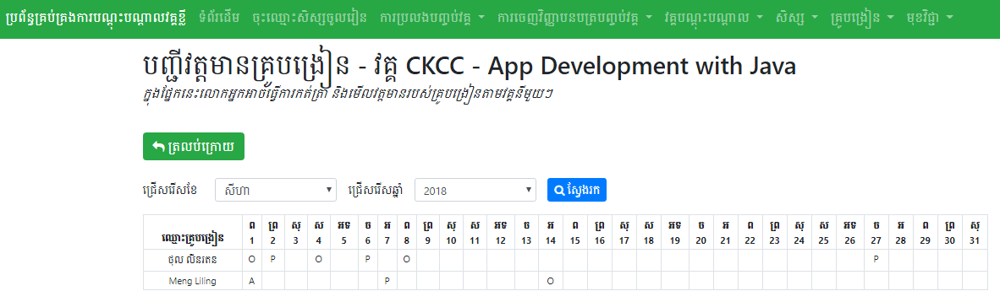 ប្រព័ន្ធគ្រប់គ្រងការបណ្តុះបណ្តាលវគ្គខ្លី ទំព័រដើម ចុះឈ្មោះសិស្សចូលរៀន ការប្រលងបញ្ចប់វគ្គ ការចេញវិញ្ញាបនបត្របញ្ចប់វគ្គ វគ្គបណ្តុះបណ្តាល សិស្ស គ្រូបង្រៀន មុខវិជ្ជា
បញ្ជីវត្តមានគ្រូបង្រៀន - វគ្គ CKCC - App Development with Java
ក្នុងផ្នែកនេះលោកអ្នកអាចធ្វើការកត់ត្រា និងមើលវត្តមានរបស់គ្រូបង្រៀនតាមវគ្គនីមួយៗ
ត្រលប់ក្រោយ
ជ្រើសរើសខែ សីហា ជ្រើសរើសឆ្នាំ 2018 ស្វែងរក
ព ព្រ សុ ស អទ ច អ ព ព្រ សុ ស អទ ច អ ព ព្រ សុ ស អទ ច អ ព ព្រ សុ ស អទ ច អ ព ព្រ សុ
ឈ្មោះគ្រូបង្រៀន 1 2 3 4 5 6 7 8 9 10 11 12 13 14 15 16 17 18 19 20 21 22 23 24 25 26 27 28 29 30 31
ថុល លីនរតន O P O P O P
Meng Liling A P O